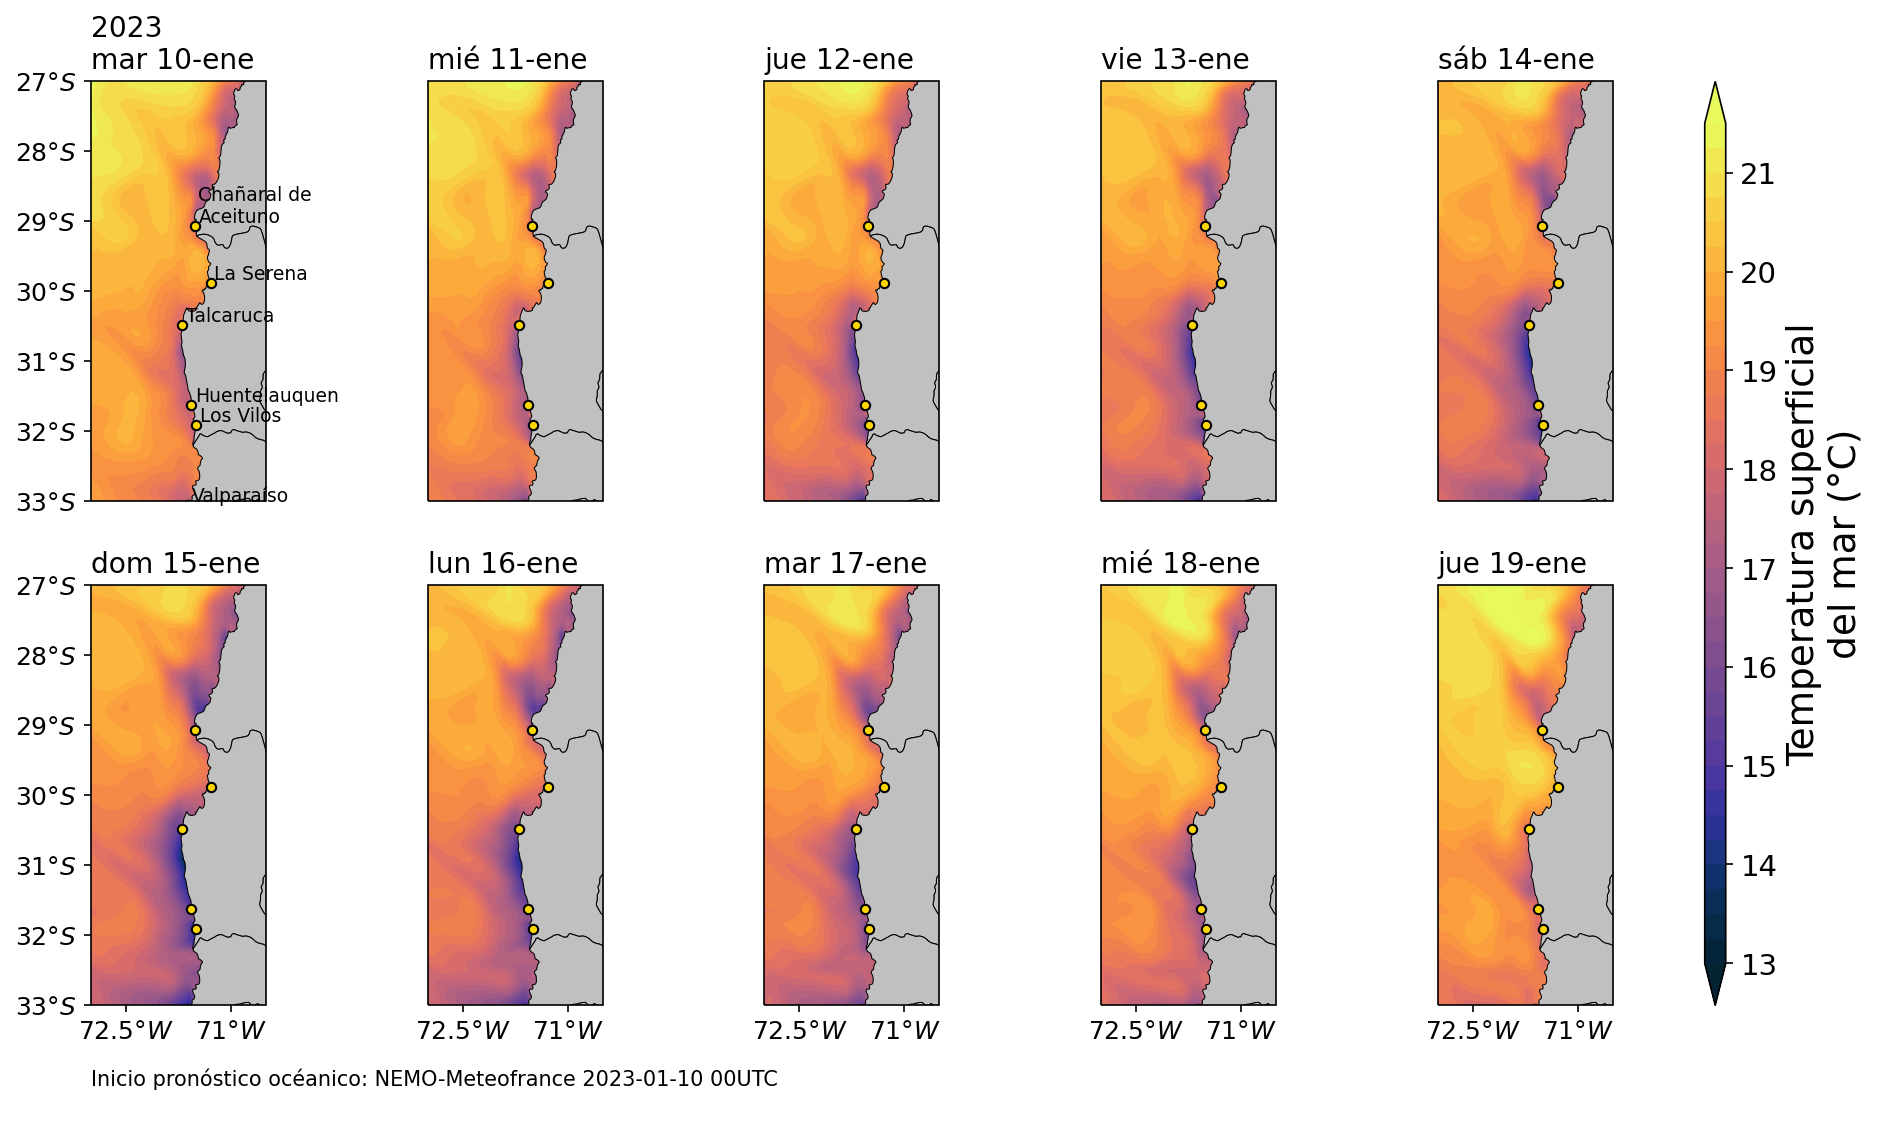 2023
mar 10-ene
mié 11-ene
jue 12-ene
vie 13-ene
sáb 14-ene
27°S
28°S
29°S
30°S
31°S
32°S
33°S
Chañaral de
Aceituno
La Serena
Talcaruca
Huentelauquen
Los Vilos
Valparaíso
dom 15-ene
lun 16-ene
mar 17-ene
mié 18-ene
jue 19-ene
27°S
28°S
29°S
30°S
31°S
32°S
33°S
72.5°W 71°W
72.5°W 71°W
72.5°W 71°W
72.5°W 71°W
72.5°W 71°W
21
20
19
18
17
16
15
14
13
Temperatura superficial
del mar (°C)
Inicio pronóstico océanico: NEMO-Meteofrance 2023-01-10 00UTC